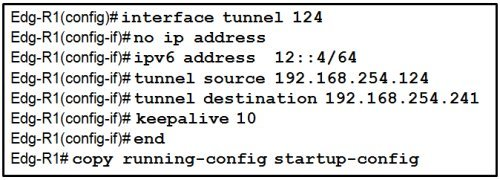 Edg-R1(config)# interface tunnel 124
Edg-R1(config-if)# no ip address
Edg-R1(config-if)# ipv6 address 12::4/64
Edg-R1(config-if)# tunnel source 192.168.254.124
Edg-R1(config-if)# tunnel destination 192.168.254.241
Edg-R1(config-if)# keepalive 10
Edg-R1(config-if)# end
Edg-R1# copy running-config startup-config